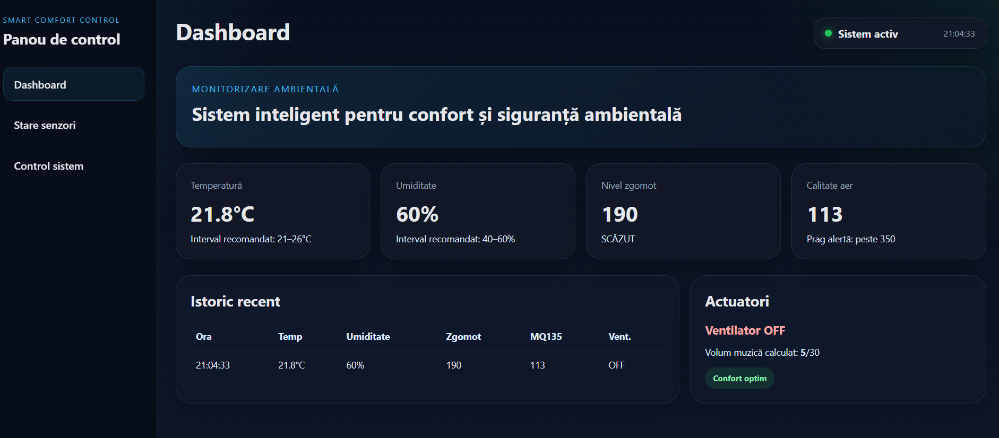 SMART COMFORT CONTROL
Panou de control
Dashboard
Stare senzori
Control sistem
Dashboard
Sistem activ 21:04:33
MONITORIZARE AMBIENTALĂ
Sistem inteligent pentru confort și siguranță ambientală
Temperatură
21.8°C
Interval recomandat: 21–26°C
Umiditate
60%
Interval recomandat: 40–60%
Nivel zgomot
190
SCĂZUT
Calitate aer
113
Prag alertă: peste 350
Istoric recent
Ora Temp Umiditate Zgomot MQ135 Vent.
21:04:33 21.8°C 60% 190 113 OFF
Actuatori
Ventilator OFF
Volum muzică calculat: 5/30
Confort optim